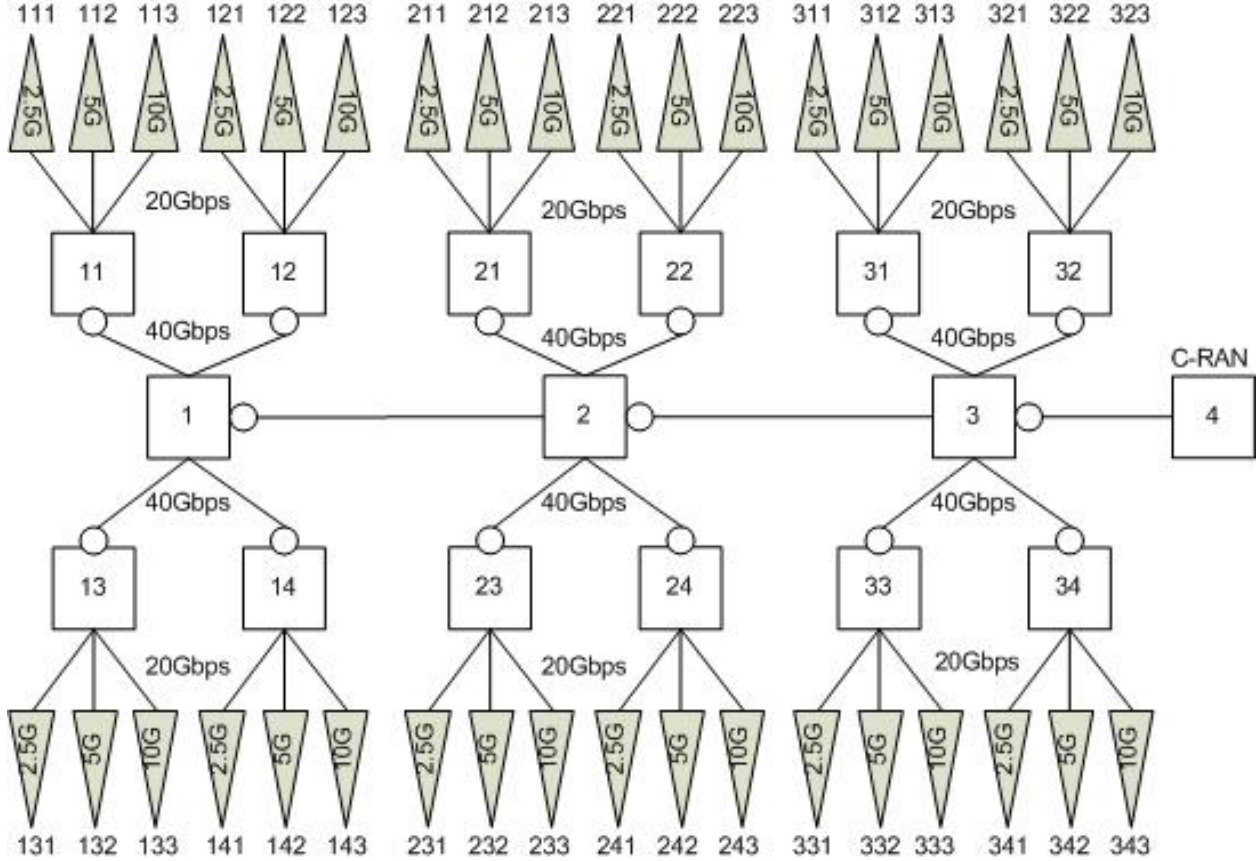 111 112 113 121 122 123 211 212 213 221 222 223 311 312 313 321 322 323
2.5G 5G 10G 2.5G 5G 10G 2.5G 5G 10G 2.5G 5G 10G 2.5G 5G 10G 2.5G 5G 10G
20Gbps 20Gbps 20Gbps
11 12 21 22 31 32
40Gbps 40Gbps 40Gbps
C-RAN
1 2 3 4
40Gbps 40Gbps 40Gbps
13 14 23 24 33 34
20Gbps 20Gbps 20Gbps
2.5G 5G 10G 2.5G 5G 10G 2.5G 5G 10G 2.5G 5G 10G 2.5G 5G 10G 2.5G 5G 10G
131 132 133 141 142 143 231 232 233 241 242 243 331 332 333 341 342 343